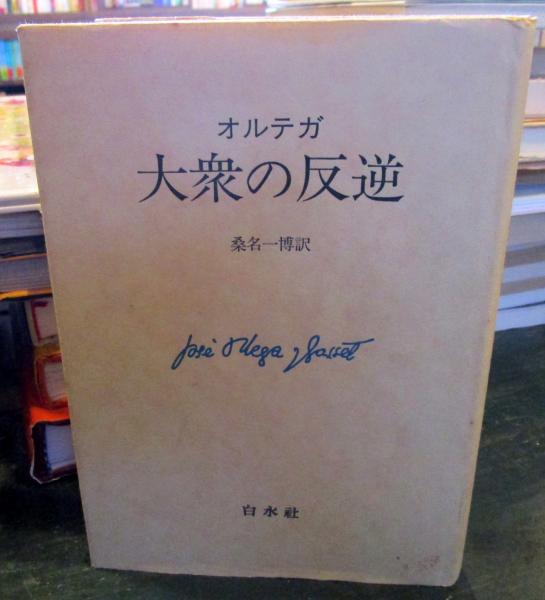 オルテガ
大衆の反逆
桑名一博訳
José Ortega y Gasset
白水社